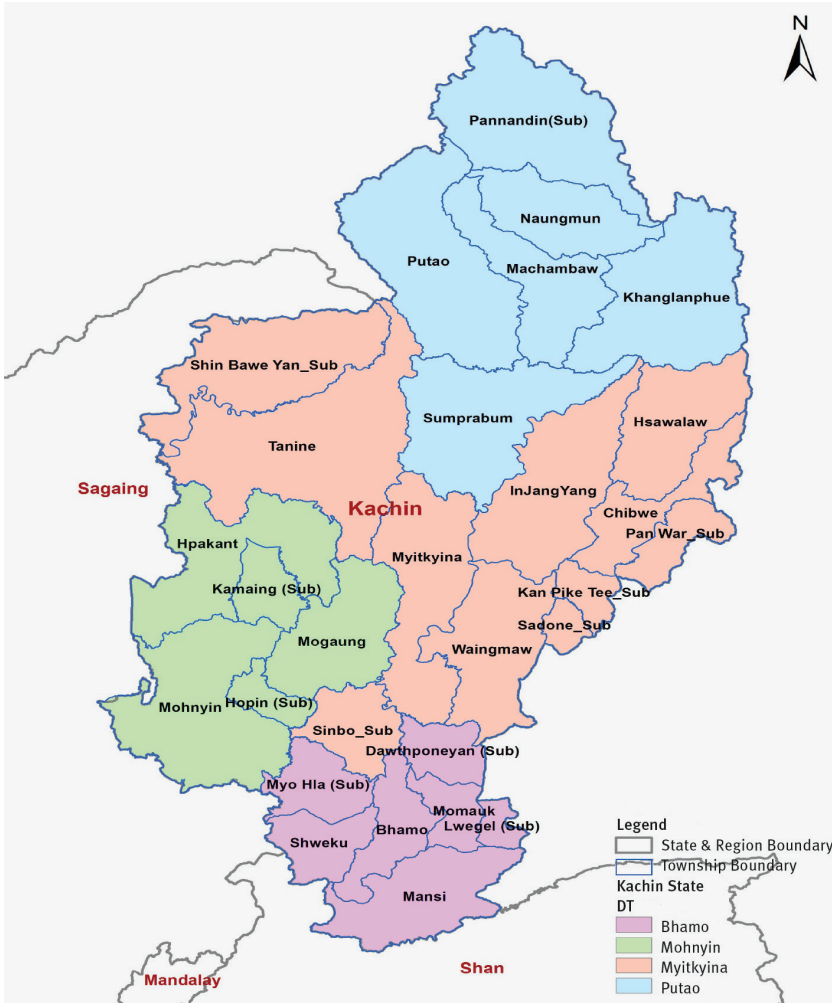 N
Pannandin(Sub)
Naungmun
Putao
Machambaw
Khanglanphue
Shin Bawe Yan_Sub
Sumprabum
Hsawalaw
Tanine
Sagaing
InJangYang
Kachin
Chibwe
Hpakant
Myitkyina
Pan War_Sub
Kamaing (Sub)
Kan Pike Tee_Sub
Sadone_Sub
Mogaung
Waingmaw
Mohnyin
Hopin (Sub)
Sinbo_Sub
Dawthponeyan (Sub)
Myo Hla (Sub)
Momauk
Bhamo
Lwegel (Sub)
Shweku
Mansi
Shan
Mandalay
Legend
State & Region Boundary
Township Boundary
Kachin State
DT
Bhamo
Mohnyin
Myitkyina
Putao